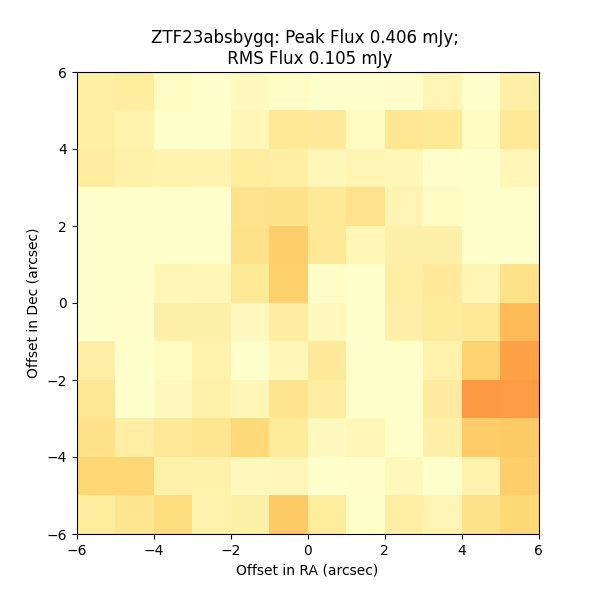 ZTF23absbygq: Peak Flux 0.406 mJy;
RMS Flux 0.105 mJy
6
4
2
0
−2
−4
−6
Offset in Dec (arcsec)
−6 −4 −2 0 2 4 6
Offset in RA (arcsec)